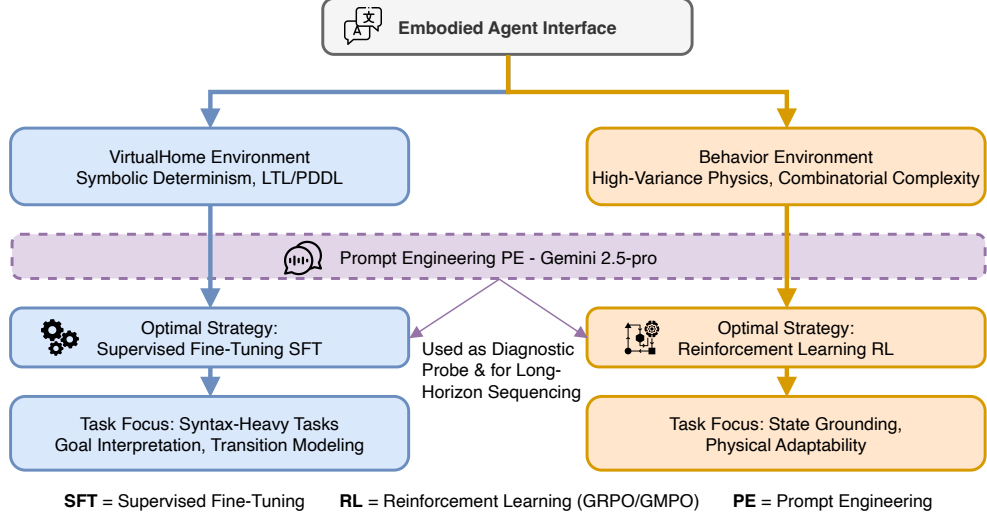 Embodied Agent Interface
VirtualHome Environment
Symbolic Determinism, LTL/PDDL
Behavior Environment
High-Variance Physics, Combinatorial Complexity
Prompt Engineering PE - Gemini 2.5-pro
Optimal Strategy:
Supervised Fine-Tuning SFT
Used as Diagnostic
Probe & for Long-
Horizon Sequencing
Optimal Strategy:
Reinforcement Learning RL
Task Focus: Syntax-Heavy Tasks
Goal Interpretation, Transition Modeling
Task Focus: State Grounding,
Physical Adaptability
SFT = Supervised Fine-Tuning RL = Reinforcement Learning (GRPO/GMPO) PE = Prompt Engineering